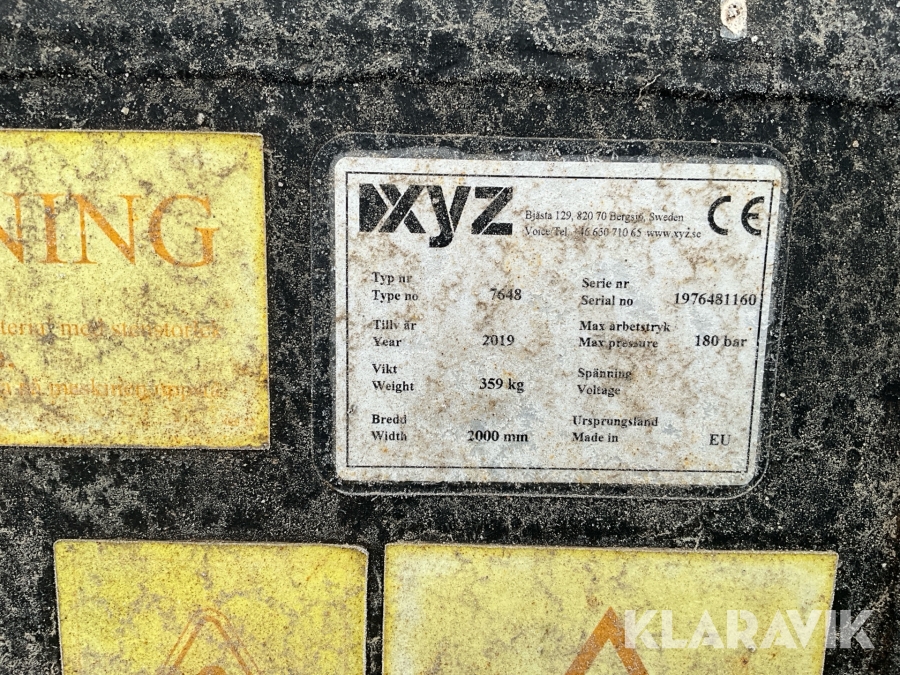 NING
XYZ
Bjåsta 129, 820 70 Bergsjö, Sweden
Voice/Tel. +46 650 710 65 www.xyz.se
CE
Typ nr
Type no 7648
Serie nr
Serial no 1976481160
Tillv år
Year 2019
Max arbetstryk
Max pressure 180 bar
Vikt
Weight 359 kg
Spänning
Voltage
Bredd
Width 2000 mm
Ursprungsland
Made in EU
KLARAVIK